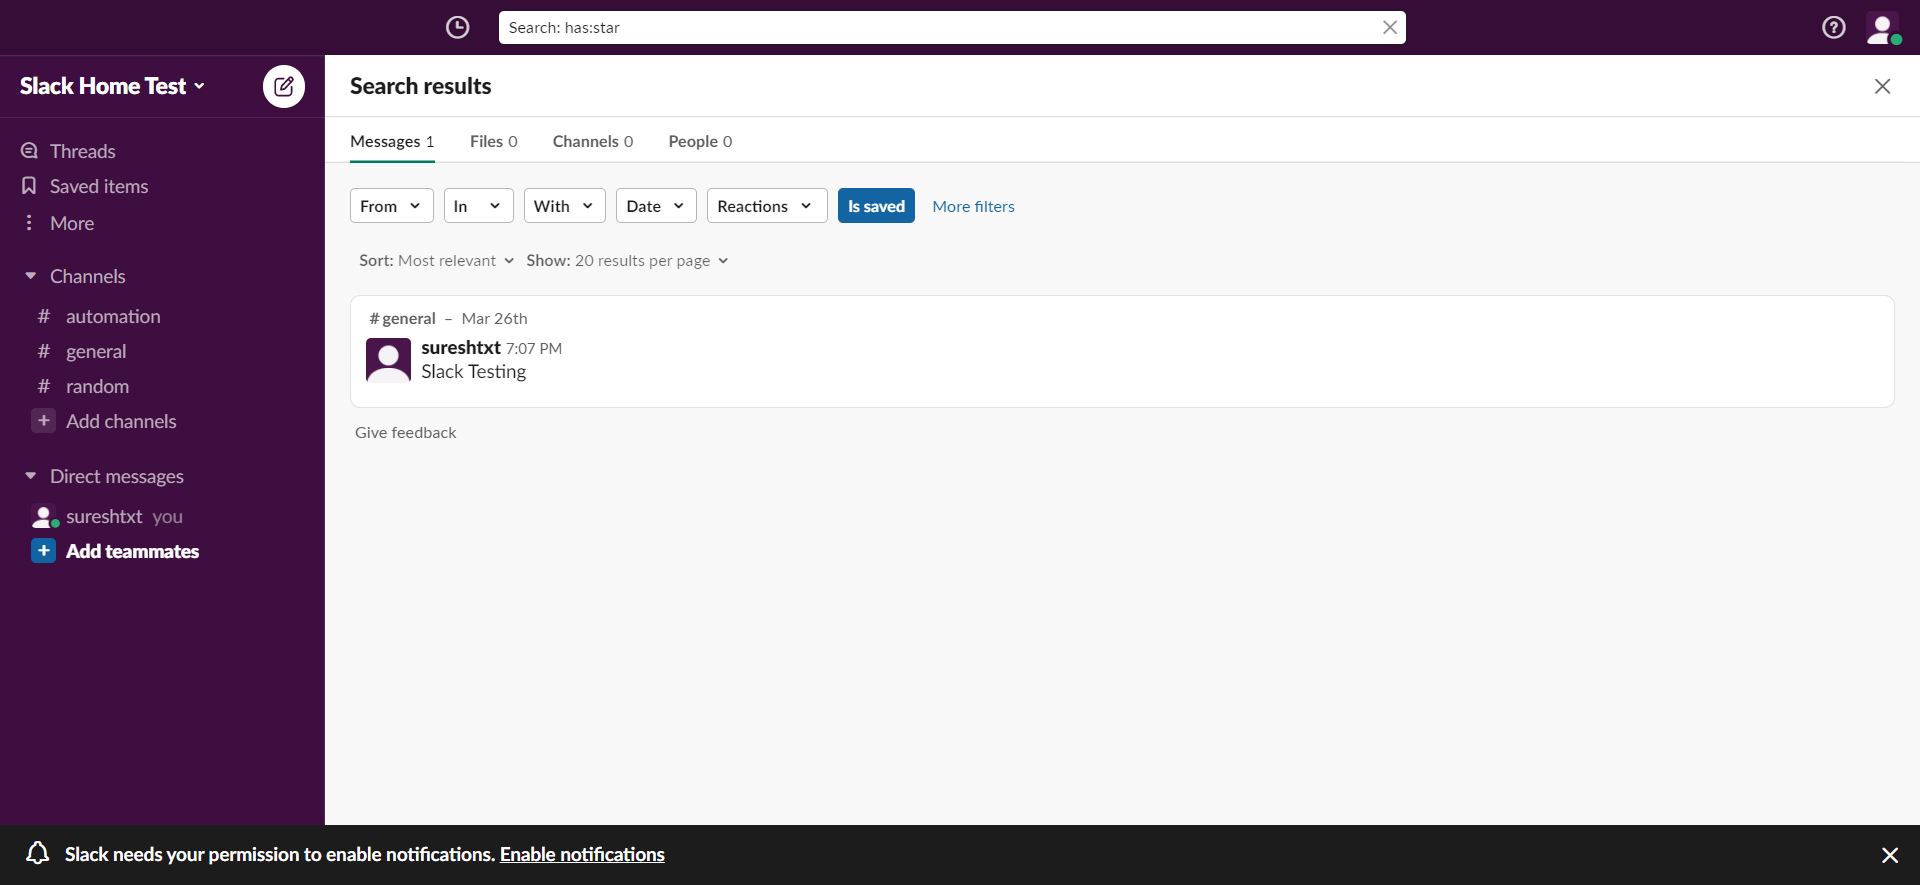 Search: has:star
Slack Home Test
Threads
Saved items
More
Channels
# automation
# general
# random
+ Add channels
Direct messages
sureshtxt you
+ Add teammates
Search results
Messages 1 Files 0 Channels 0 People 0
From In With Date Reactions Is saved More filters
Sort: Most relevant Show: 20 results per page
# general – Mar 26th
sureshtxt 7:07 PM
Slack Testing
Give feedback
Slack needs your permission to enable notifications. Enable notifications